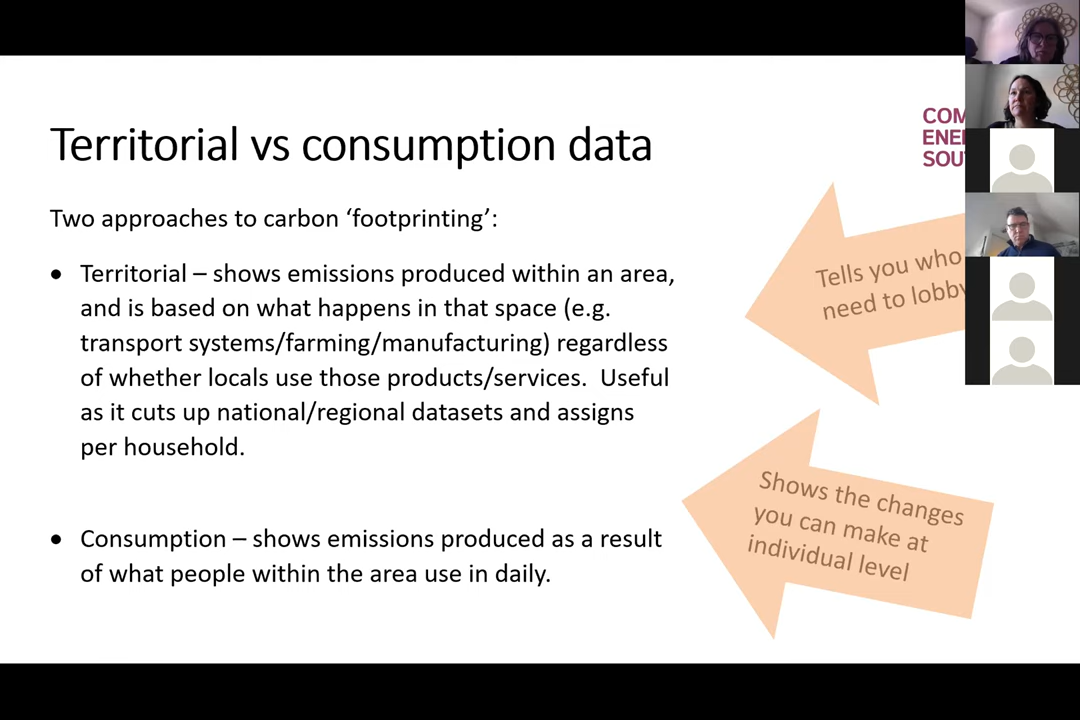 Territorial vs consumption data
COM
ENE
SOU
Two approaches to carbon ‘footprinting’:
• Territorial – shows emissions produced within an area,
and is based on what happens in that space (e.g.
transport systems/farming/manufacturing) regardless
of whether locals use those products/services.  Useful
as it cuts up national/regional datasets and assigns
per household.
Tells you who
need to lobby
• Consumption – shows emissions produced as a result
of what people within the area use in daily.
Shows the changes
you can make at
individual level